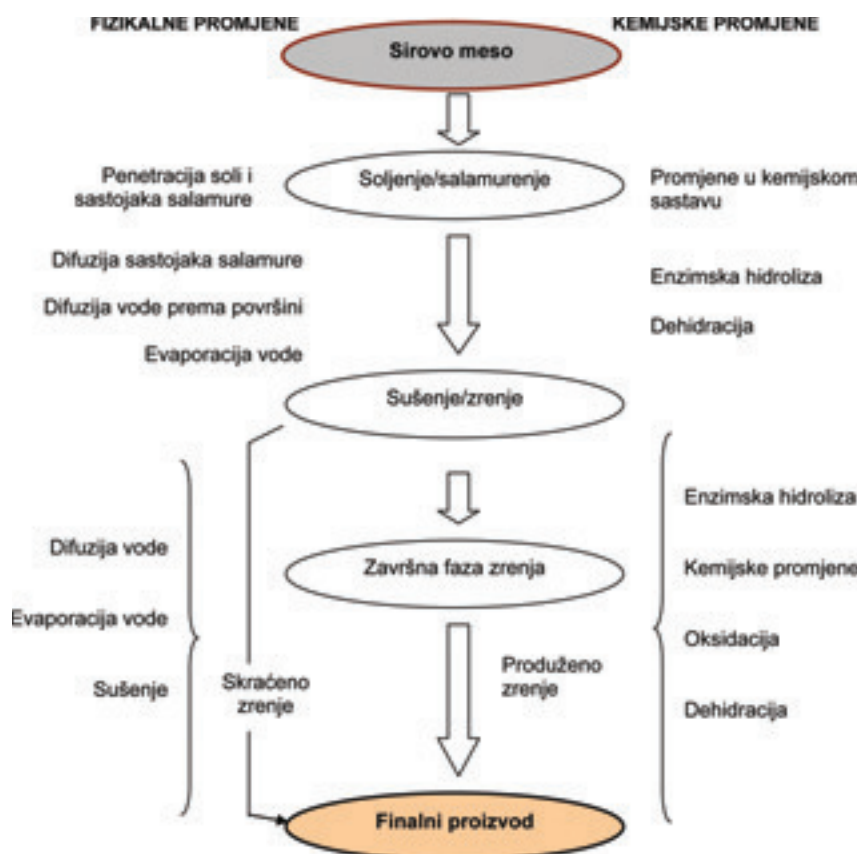 FIZIKALNE PROMJENE
KEMIJSKE PROMJENE
Sirovo meso
Penetracija soli i
sastojaka salamure
Soljenje/salamurenje
Promjene u kemijskom
sastavu
Difuzija sastojaka salamure
Difuzija vode prema površini
Evaporacija vode
Enzimska hidroliza
Dehidracija
Sušenje/zrenje
Difuzija vode
Evaporacija vode
Sušenje
Skraćeno
zrenje
Završna faza zrenja
Produženo
zrenje
Enzimska hidroliza
Kemijske promjene
Oksidacija
Dehidracija
Finalni proizvod